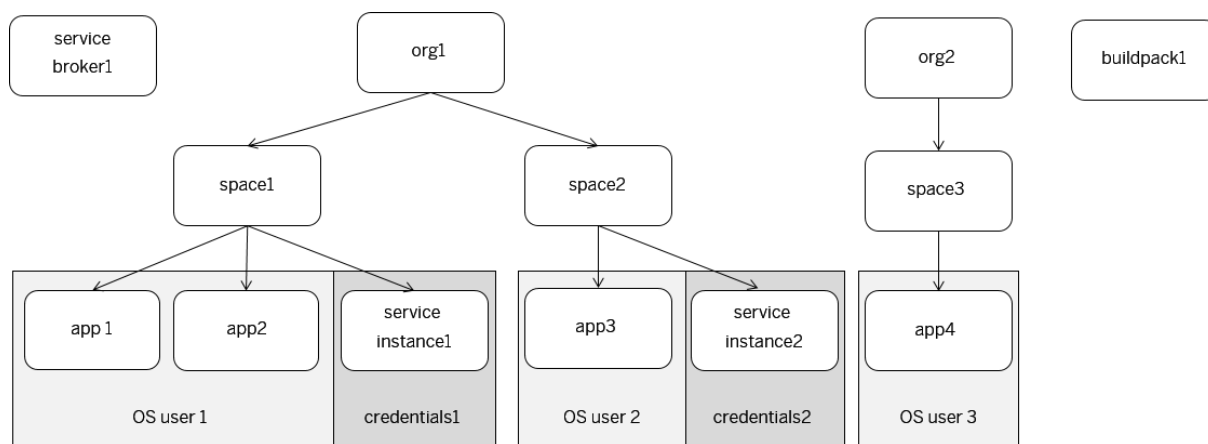 service
broker1
org1
org2
buildpack1
space1
space2
space3
app 1
app2
service
instance1
app3
service
instance2
app4
OS user 1
credentials1
OS user 2
credentials2
OS user 3